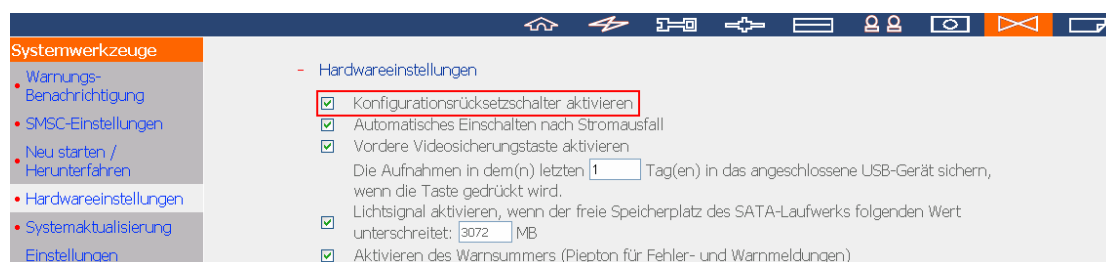 Systemwerkzeuge
Warnungs-
Benachrichtigung
SMSC-Einstellungen
Neu starten /
Herunterfahren
Hardwareeinstellungen
Systemaktualisierung
Einstellungen
- Hardwareeinstellungen
Konfigurationsrücksetzschalter aktivieren
Automatisches Einschalten nach Stromausfall
Vordere Videosicherungstaste aktivieren
Die Aufnahmen in dem(n) letzten 1 Tag(en) in das angeschlossene USB-Gerät sichern,
wenn die Taste gedrückt wird.
Lichtsignal aktivieren, wenn der freie Speicherplatz des SATA-Laufwerks folgenden Wert
unterschreitet: 3072 MB
Aktivieren des Warnsummers (Piepton für Fehler- und Warnmeldungen)